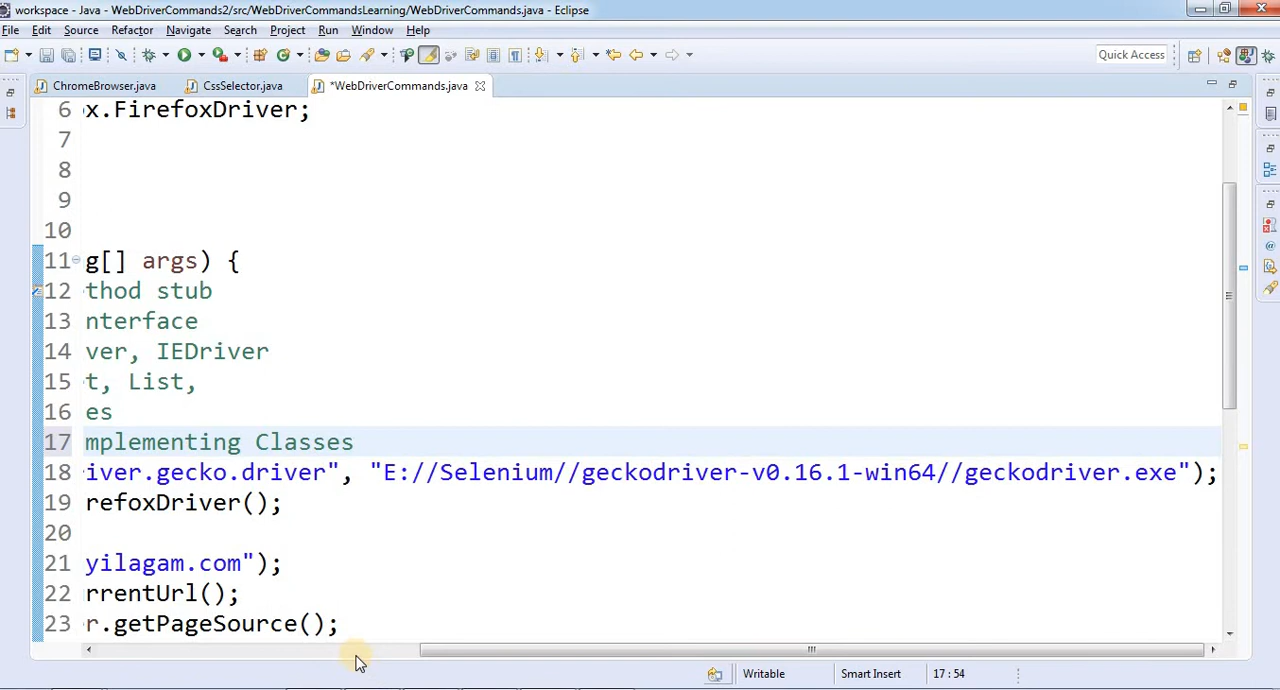 workspace - Java - WebDriverCommands2/src/WebDriverCommandsLearning/WebDriverCommands.java - Eclipse
File Edit Source Refactor Navigate Search Project Run Window Help
Quick Access
ChromeBrowser.java CssSelector.java *WebDriverCommands.java
6 x.FirefoxDriver;
7
8
9
10
11 g[] args) {
12 thod stub
13 nterface
14 ver, IEDriver
15 t, List,
16 es
17 mplementing Classes
18 iver.gecko.driver", "E://Selenium//geckodriver-v0.16.1-win64//geckodriver.exe");
19 refoxDriver();
20
21 yilagam.com");
22 rrentUrl();
23 r.getPageSource();
Writable Smart Insert 17 : 54